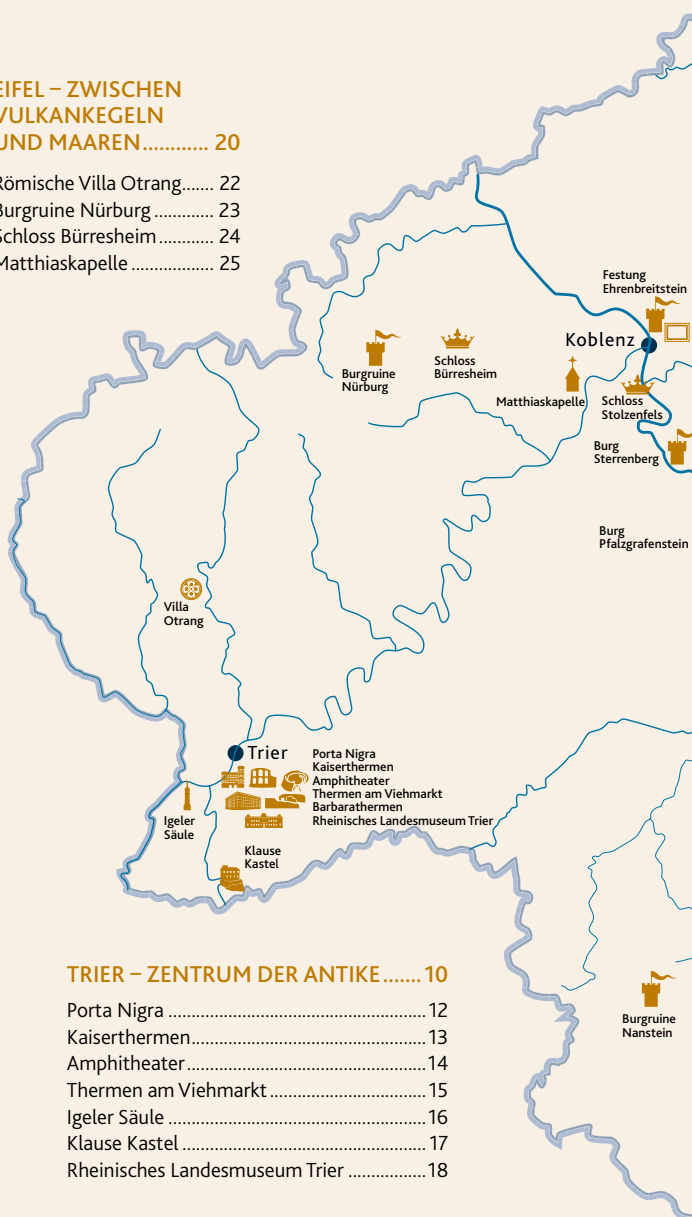 EIFEL – ZWISCHEN
VULKANKEGELN
UND MAAREN............ 20
Römische Villa Otrang....... 22
Burgruine Nürburg ............ 23
Schloss Bürresheim........... 24
Matthiaskapelle ................. 25
Festung
Ehrenbreitstein
Koblenz
Burgruine
Nürburg
Schloss
Bürresheim
Matthiaskapelle
Schloss
Stolzenfels
Burg
Sterrenberg
Burg
Pfalzgrafenstein
Villa
Otrang
Trier
Porta Nigra
Kaiserthermen
Amphitheater
Thermen am Viehmarkt
Barbarathermen
Rheinisches Landesmuseum Trier
Igeler
Säule
Klause
Kastel
Burgruine
Nanstein
TRIER – ZENTRUM DER ANTIKE.......10
Porta Nigra ....................................................12
Kaiserthermen...............................................13
Amphitheater................................................14
Thermen am Viehmarkt ...............................15
Igeler Säule ....................................................16
Klause Kastel ..................................................17
Rheinisches Landesmuseum Trier ................18